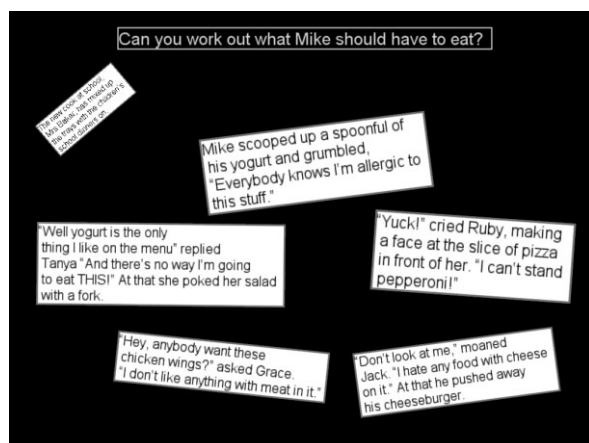 Can you work out what Mike should have to eat?
The new cook at school,
Mrs Baker, has mixed up
the trays with the children's
school dinners on.
Mike scooped up a spoonful of
his yogurt and grumbled,
“Everybody knows I'm allergic to
this stuff.”
“Well yogurt is the only
thing I like on the menu” replied
Tanya “And there's no way I'm going
to eat THIS!” At that she poked her salad
with a fork.
“Yuck!” cried Ruby, making
a face at the slice of pizza
in front of her. “I can't stand
pepperoni!”
“Hey, anybody want these
chicken wings?” asked Grace.
“I don't like anything with meat in it.”
“Don't look at me,” moaned
Jack. “I hate any food with cheese
on it.” At that he pushed away
his cheeseburger.